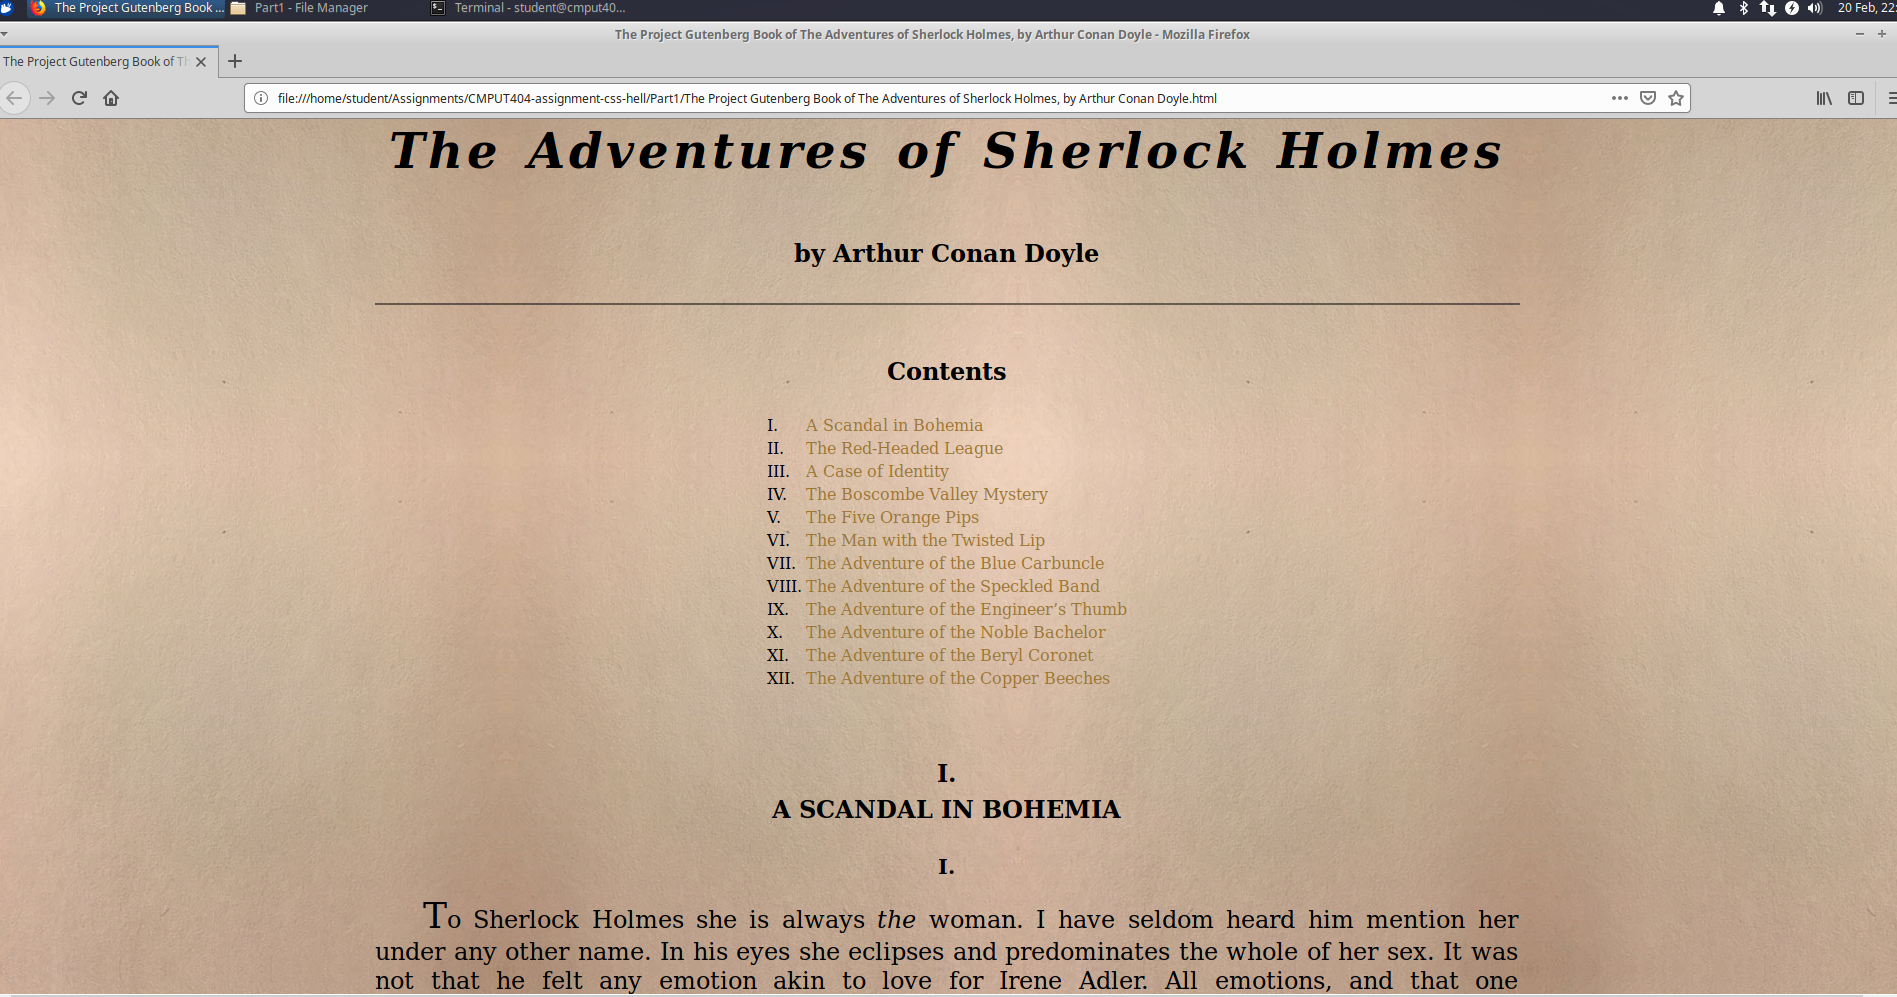 The Project Gutenberg Book ... Part1 - File Manager Terminal - student@cmput40... 20 Feb, 22:
The Project Gutenberg Book of The Adventures of Sherlock Holmes, by Arthur Conan Doyle - Mozilla Firefox
The Project Gutenberg Book of Th
file:///home/student/Assignments/CMPUT404-assignment-css-hell/Part1/The Project Gutenberg Book of The Adventures of Sherlock Holmes, by Arthur Conan Doyle.html
The Adventures of Sherlock Holmes
by Arthur Conan Doyle
Contents
I. A Scandal in Bohemia
II. The Red-Headed League
III. A Case of Identity
IV. The Boscombe Valley Mystery
V. The Five Orange Pips
VI. The Man with the Twisted Lip
VII. The Adventure of the Blue Carbuncle
VIII. The Adventure of the Speckled Band
IX. The Adventure of the Engineer’s Thumb
X. The Adventure of the Noble Bachelor
XI. The Adventure of the Beryl Coronet
XII. The Adventure of the Copper Beeches
I.
A SCANDAL IN BOHEMIA
I.
To Sherlock Holmes she is always the woman. I have seldom heard him mention her
under any other name. In his eyes she eclipses and predominates the whole of her sex. It was
not that he felt any emotion akin to love for Irene Adler. All emotions, and that one